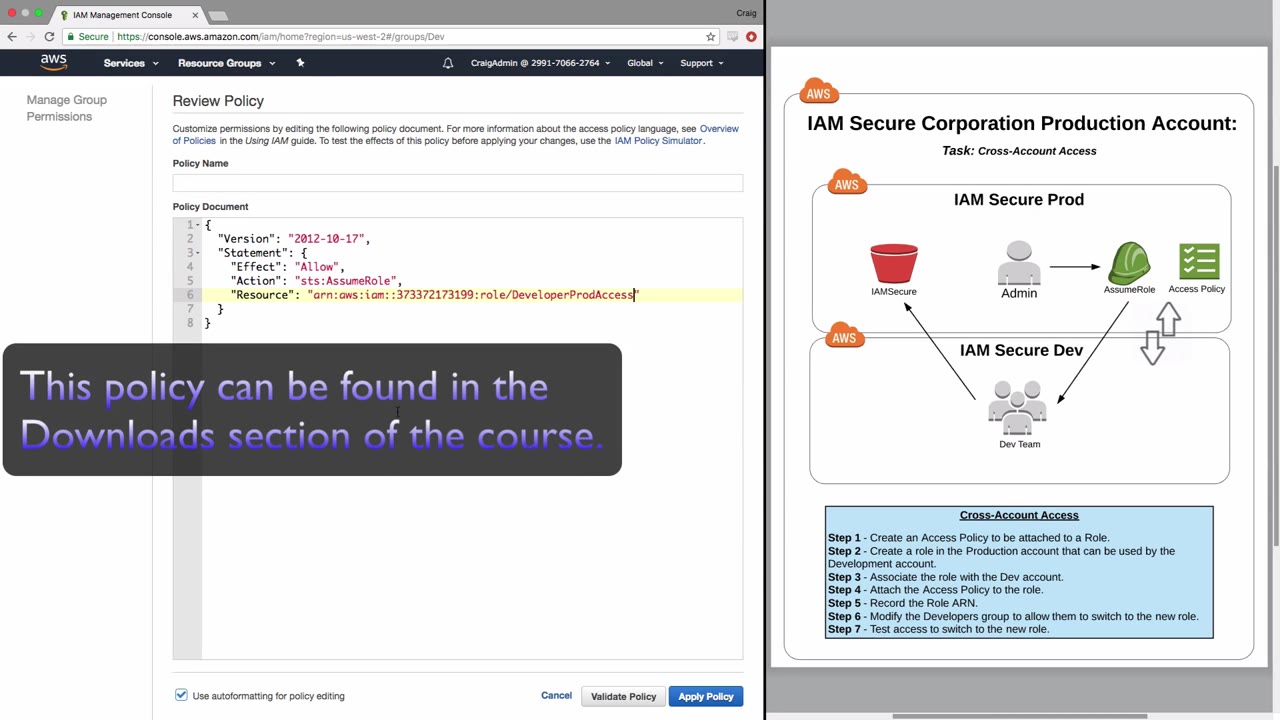 IAM Management Console
Craig
Secure
https://console.aws.amazon.com/iam/home?region=us-west-2#/groups/Dev
aws
Services
Resource Groups
CraigAdmin @ 2991-7066-2764
Global
Support
Manage Group
Permissions
Review Policy
Customize permissions by editing the following policy document. For more information about the access policy language, see Overview
of Policies in the Using IAM guide. To test the effects of this policy before applying your changes, use the IAM Policy Simulator.
Policy Name
Policy Document
1 {
2 "Version": "2012-10-17",
3 "Statement": {
4 "Effect": "Allow",
5 "Action": "sts:AssumeRole",
6 "Resource": "arn:aws:iam::373372173199:role/DeveloperProdAccess"
7 }
8 }
This policy can be found in the
Downloads section of the course.
Use autoformatting for policy editing
Cancel
Validate Policy
Apply Policy
AWS
IAM Secure Corporation Production Account:
Task: Cross-Account Access
AWS
IAM Secure Prod
IAMSecure
Admin
AssumeRole
Access Policy
AWS
IAM Secure Dev
Dev Team
Cross-Account Access
Step 1 - Create an Access Policy to be attached to a Role.
Step 2 - Create a role in the Production account that can be used by the
Development account.
Step 3 - Associate the role with the Dev account.
Step 4 - Attach the Access Policy to the role.
Step 5 - Record the Role ARN.
Step 6 - Modify the Developers group to allow them to switch to the new role.
Step 7 - Test access to switch to the new role.